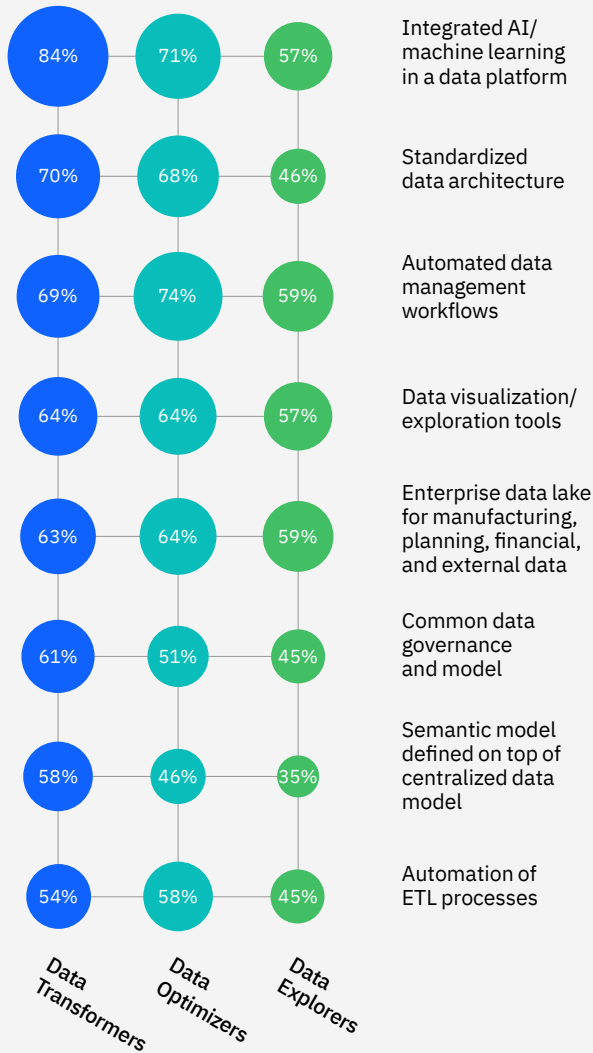 84% 71% 57% Integrated AI/
machine learning
in a data platform
70% 68% 46% Standardized
data architecture
69% 74% 59% Automated data
management
workflows
64% 64% 57% Data visualization/
exploration tools
63% 64% 59% Enterprise data lake
for manufacturing,
planning, financial,
and external data
61% 51% 45% Common data
governance
and model
58% 46% 35% Semantic model
defined on top of
centralized data
model
54% 58% 45% Automation of
ETL processes
Data
Transformers
Data
Optimizers
Data
Explorers